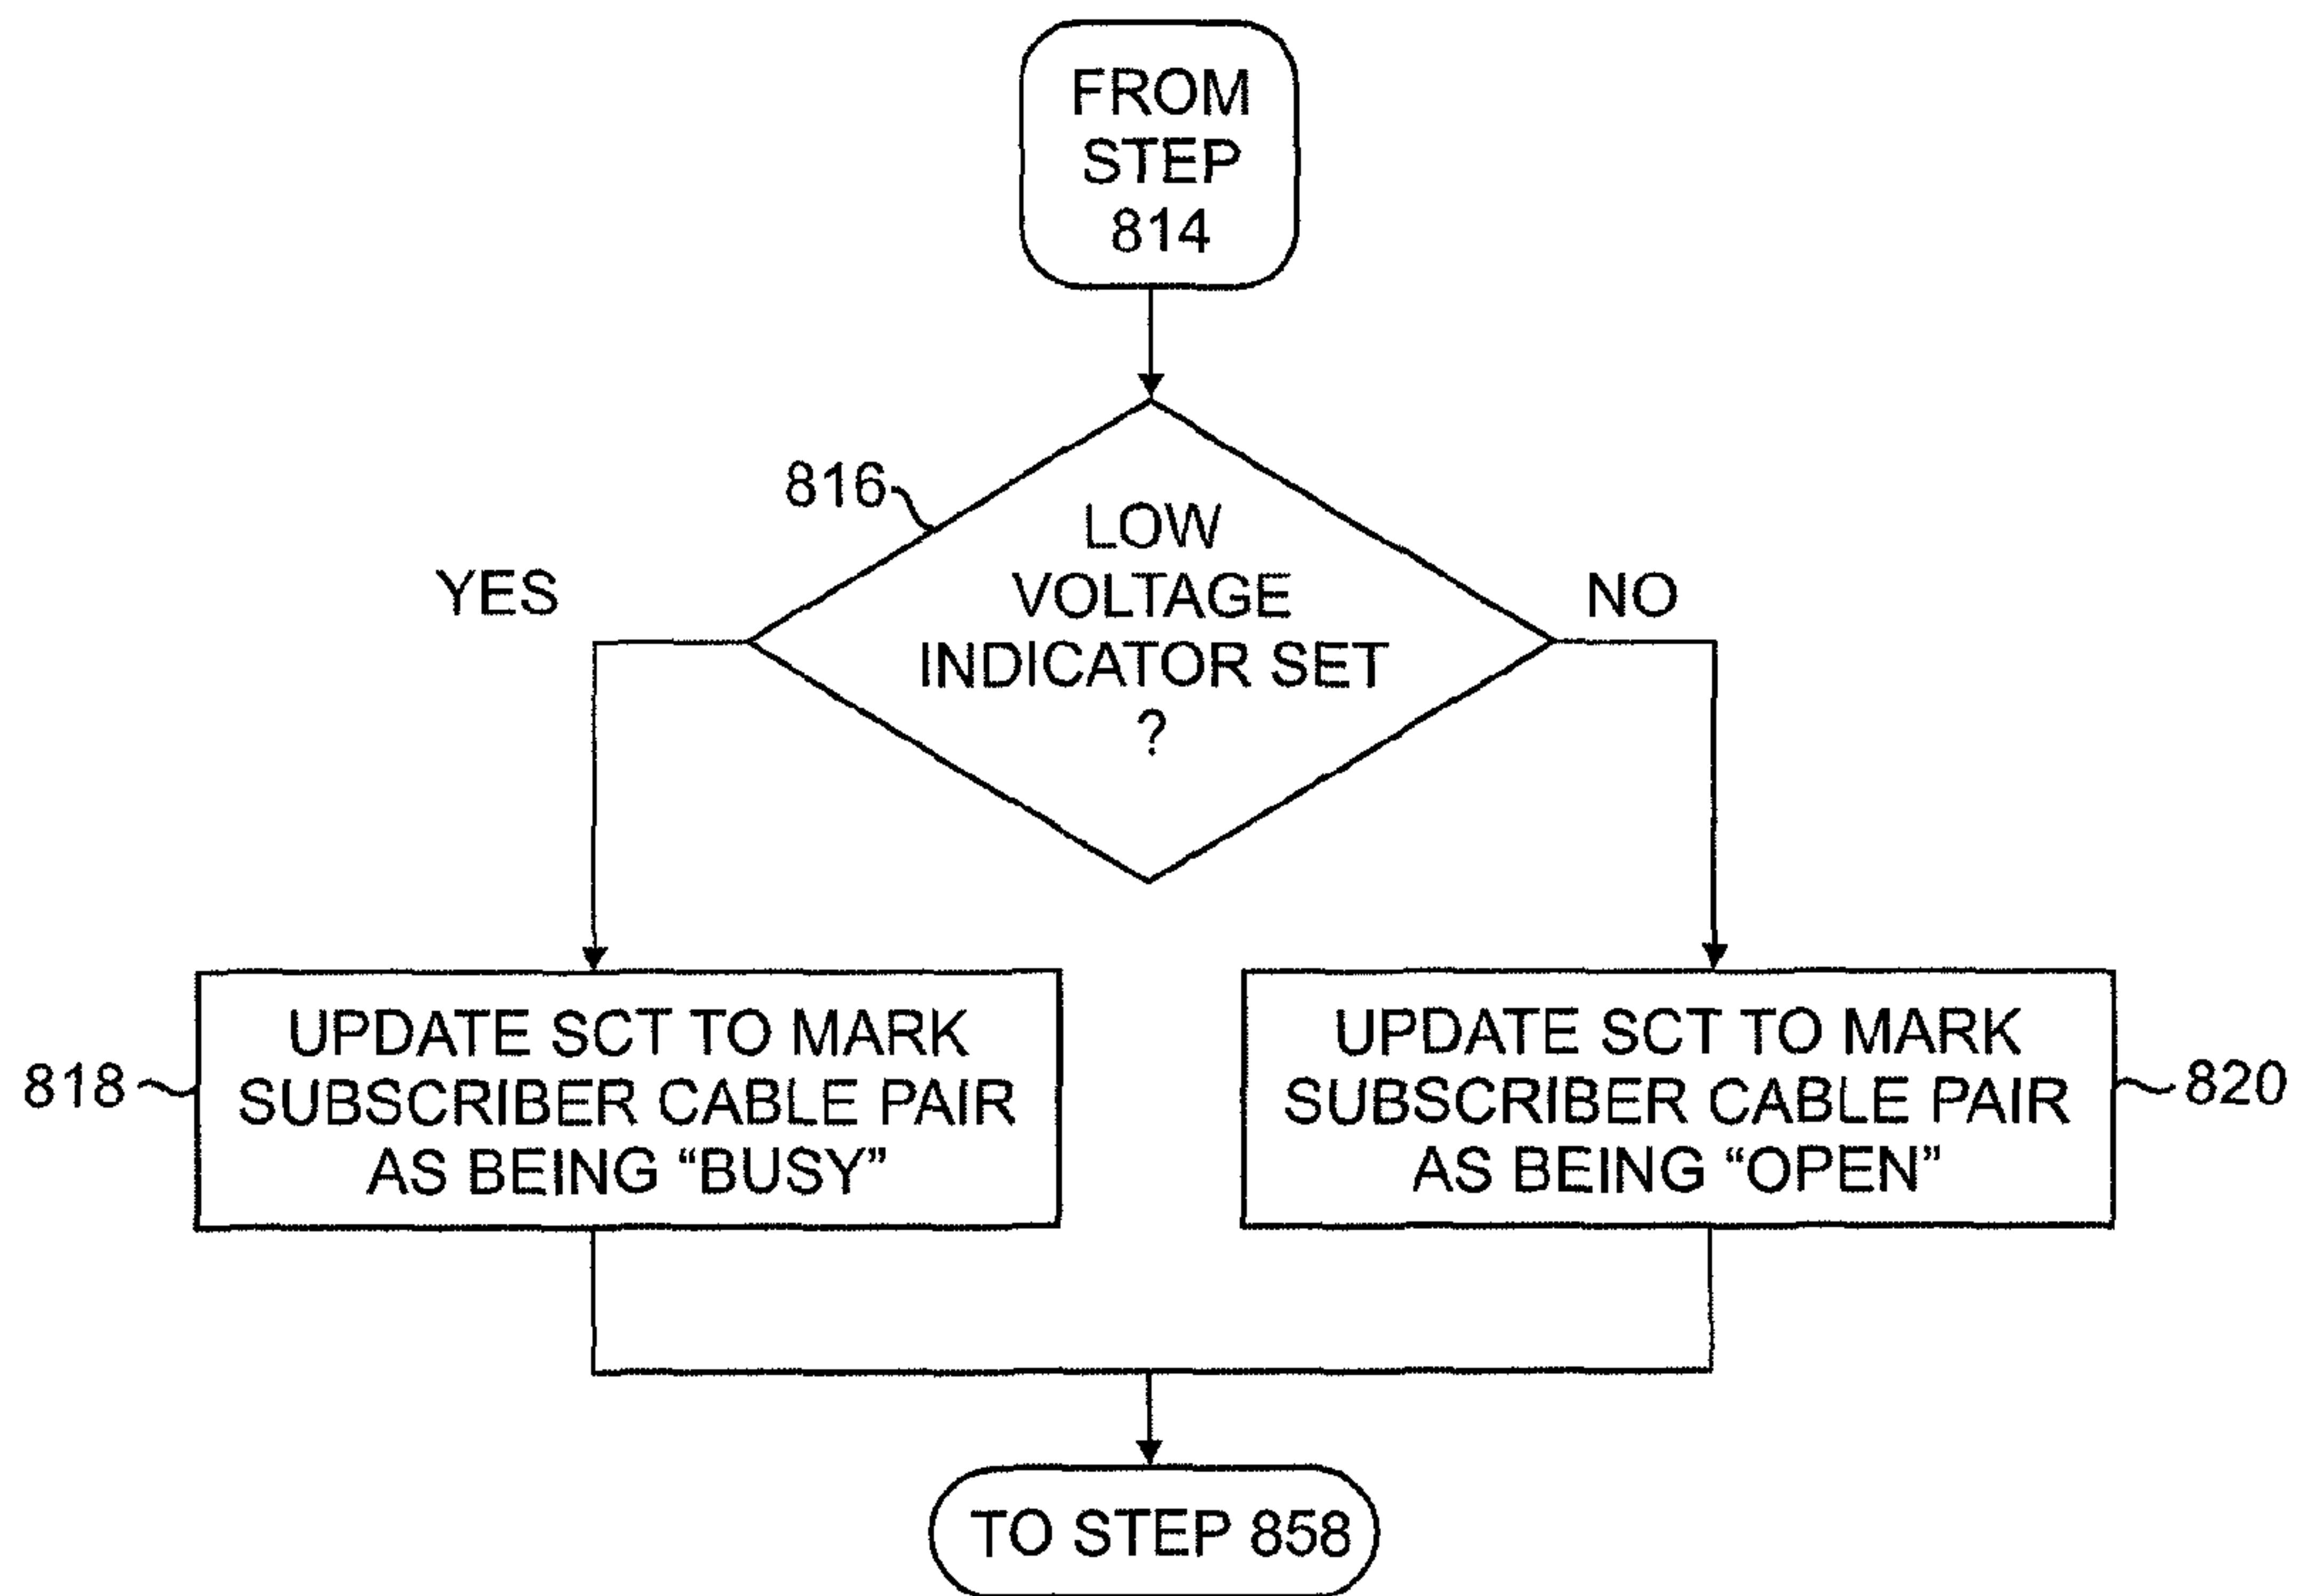 FROM
STEP
814
816
LOW
VOLTAGE
INDICATOR SET
?
YES
NO
818
UPDATE SCT TO MARK
SUBSCRIBER CABLE PAIR
AS BEING “BUSY”
UPDATE SCT TO MARK
SUBSCRIBER CABLE PAIR
AS BEING “OPEN”
820
TO STEP 858